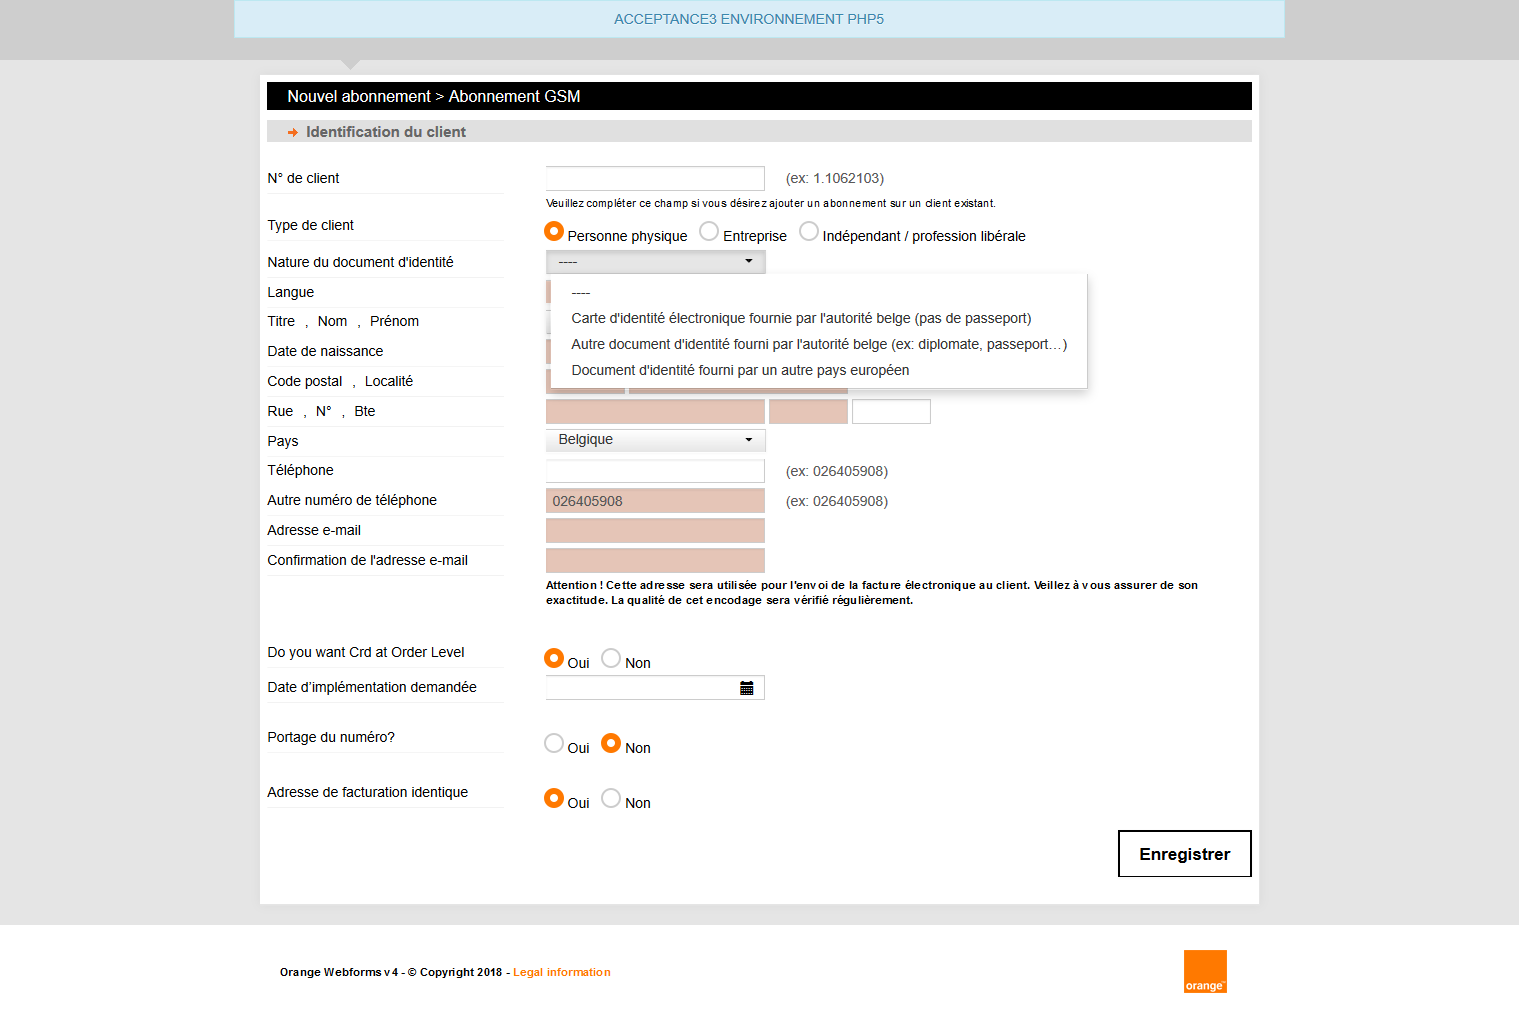 ACCEPTANCE3 ENVIRONNEMENT PHP5
Nouvel abonnement > Abonnement GSM
Identification du client
N° de client (ex: 1.1062103)
Veuillez compléter ce champ si vous désirez ajouter un abonnement sur un client existant.
Type de client Personne physique Entreprise Indépendant / profession libérale
Nature du document d'identité ----
Langue ----
Carte d'identité électronique fournie par l'autorité belge (pas de passeport)
Titre , Nom , Prénom
Autre document d'identité fourni par l'autorité belge (ex: diplomate, passeport…)
Date de naissance
Document d'identité fourni par un autre pays européen
Code postal , Localité
Rue , N° , Bte
Pays Belgique
Téléphone (ex: 026405908)
Autre numéro de téléphone 026405908 (ex: 026405908)
Adresse e-mail
Confirmation de l'adresse e-mail
Attention ! Cette adresse sera utilisée pour l'envoi de la facture électronique au client. Veillez à vous assurer de son
exactitude. La qualité de cet encodage sera vérifié régulièrement.
Do you want Crd at Order Level Oui Non
Date d’implémentation demandée
Portage du numéro? Oui Non
Adresse de facturation identique Oui Non
Enregistrer
Orange Webforms v4 - © Copyright 2018 - Legal information
orange™